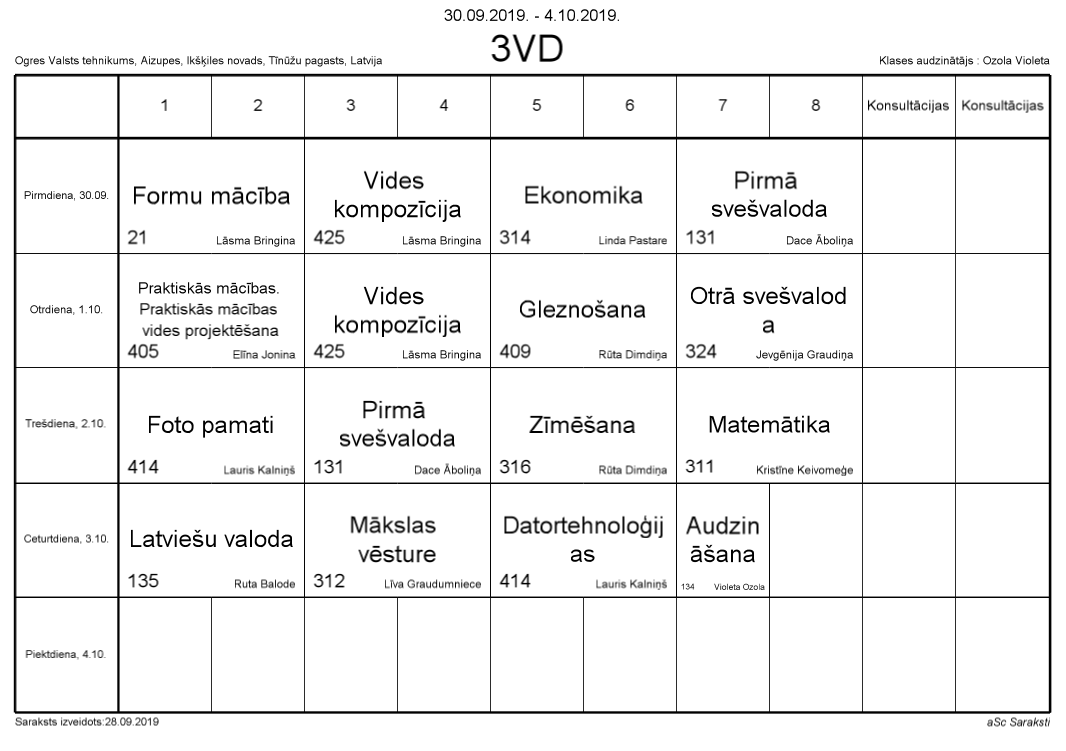 30.09.2019. - 4.10.2019.
3VD
Ogres Valsts tehnikums, Aizupes, Ikšķiles novads, Tīnūžu pagasts, Latvija
Klases audzinātājs : Ozola Violeta
1 2 3 4 5 6 7 8 Konsultācijas Konsultācijas
Pirmdiena, 30.09.
Formu mācība
21 Lāsma Bringina
Vides
kompozīcija
425 Lāsma Bringina
Ekonomika
314 Linda Pastare
Pirmā
svešvaloda
131 Dace Āboliņa
Otrdiena, 1.10.
Praktiskās mācības.
Praktiskās mācības
vides projektēšana
405 Elīna Jonina
Vides
kompozīcija
425 Lāsma Bringina
Gleznošana
409 Rūta Dimdiņa
Otrā svešvalod
a
324 Jevgēnija Graudiņa
Trešdiena, 2.10.
Foto pamati
414 Lauris Kalniņš
Pirmā
svešvaloda
131 Dace Āboliņa
Zīmēšana
316 Rūta Dimdiņa
Matemātika
311 Kristīne Keivomeģe
Ceturtdiena, 3.10.
Latviešu valoda
135 Ruta Balode
Mākslas
vēsture
312 Līva Graudumniece
Datortehnoloģij
as
414 Lauris Kalniņš
Audzin
āšana
134 Violeta Ozola
Piektdiena, 4.10.
Saraksts izveidots:28.09.2019
aSc Saraksti